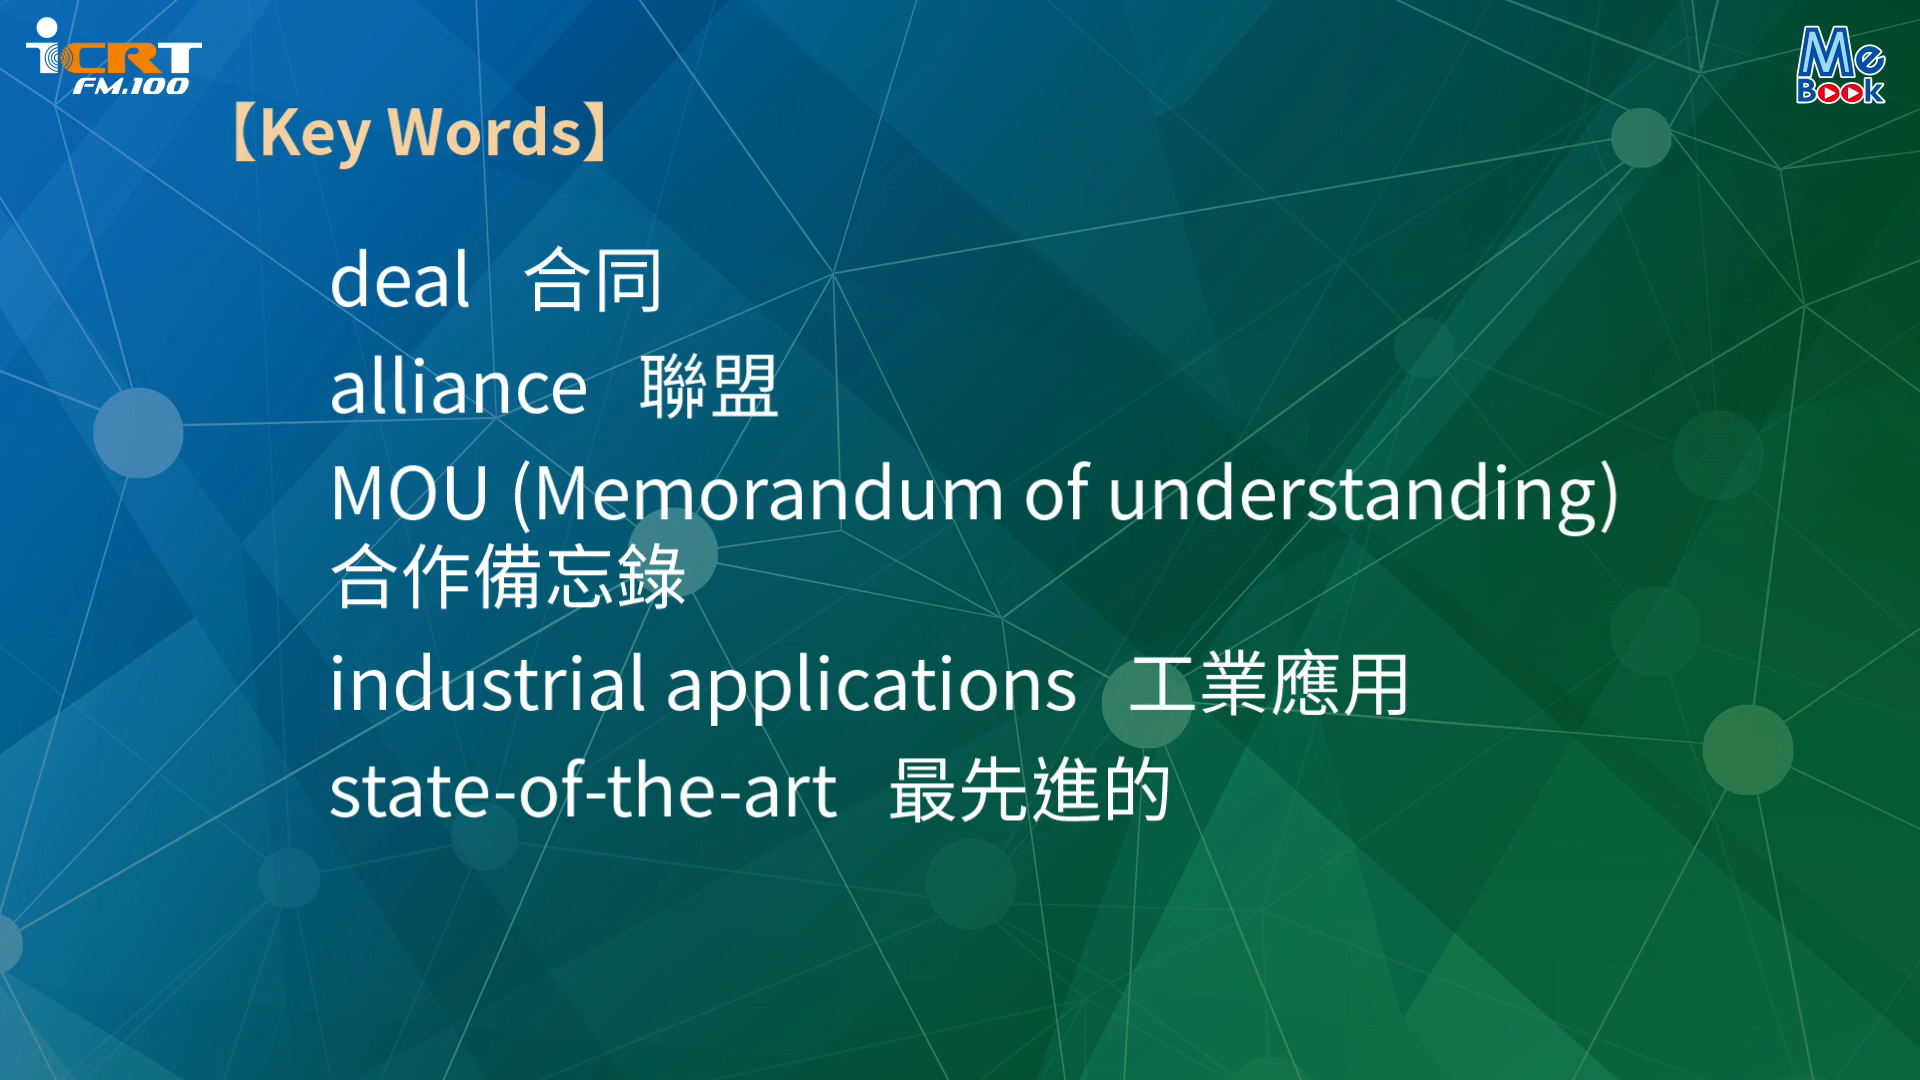 iCRT
FM.100
Me
Book
【Key Words】
deal 合同
alliance 聯盟
MOU (Memorandum of understanding)
合作備忘錄
industrial applications 工業應用
state-of-the-art 最先進的